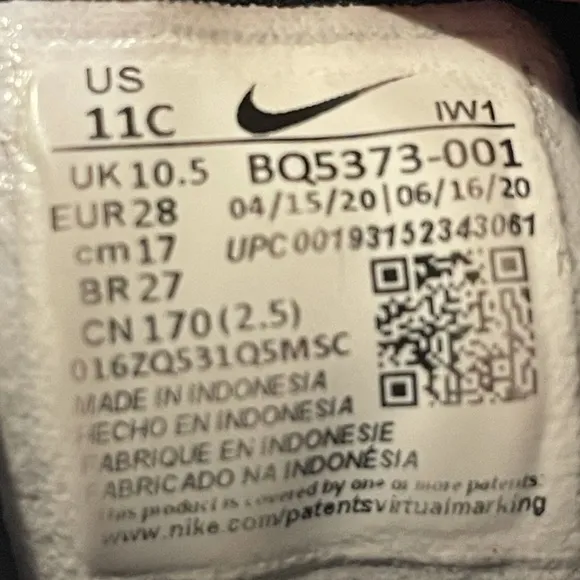 US
11C
IW1
UK 10.5 BQ5373-001
EUR 28 04/15/20|06/16/20
cm 17 UPC 00193152343061
BR 27
CN 170 (2.5)
016ZQ531Q5MSC
MADE IN INDONESIA
HECHO EN INDONESIA
FABRIQUE EN INDONESIE
FABRICADO NA INDONÉSIA
This product is covered by one or more patents.
www.nike.com/patentsvirtualmarking